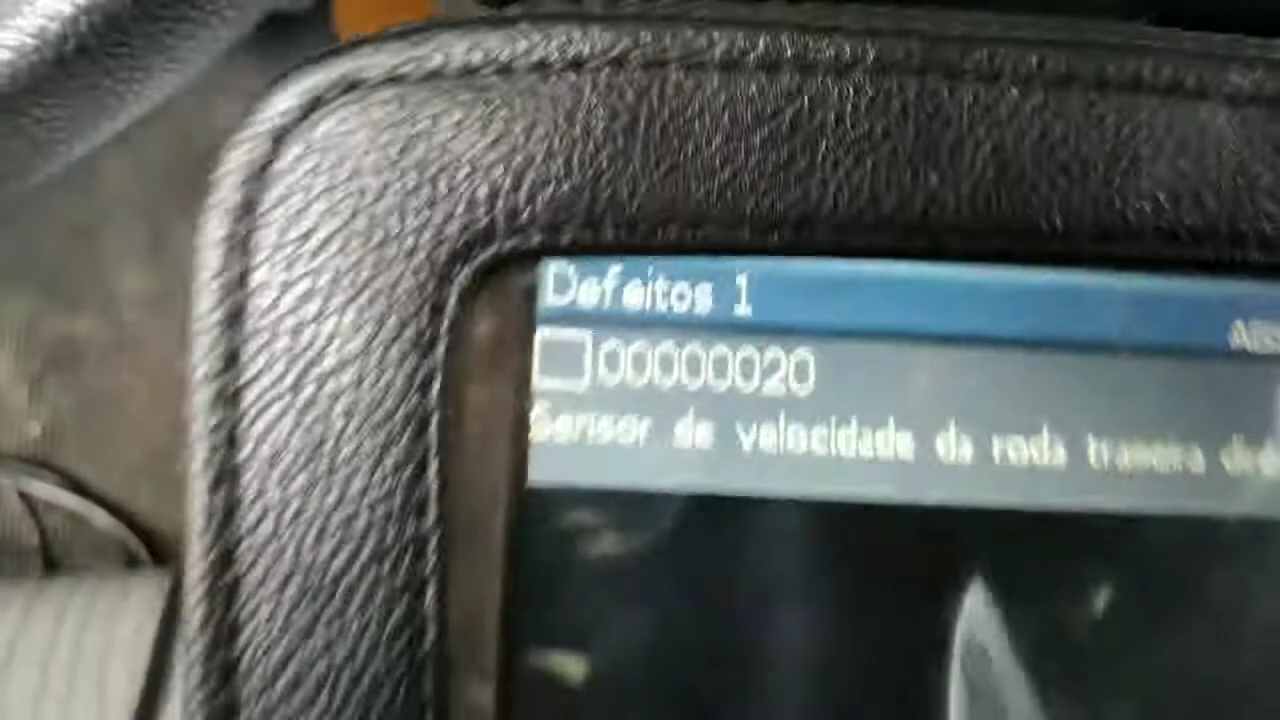 Defeitos 1
00000020
Sensor de velocidade da roda traseira